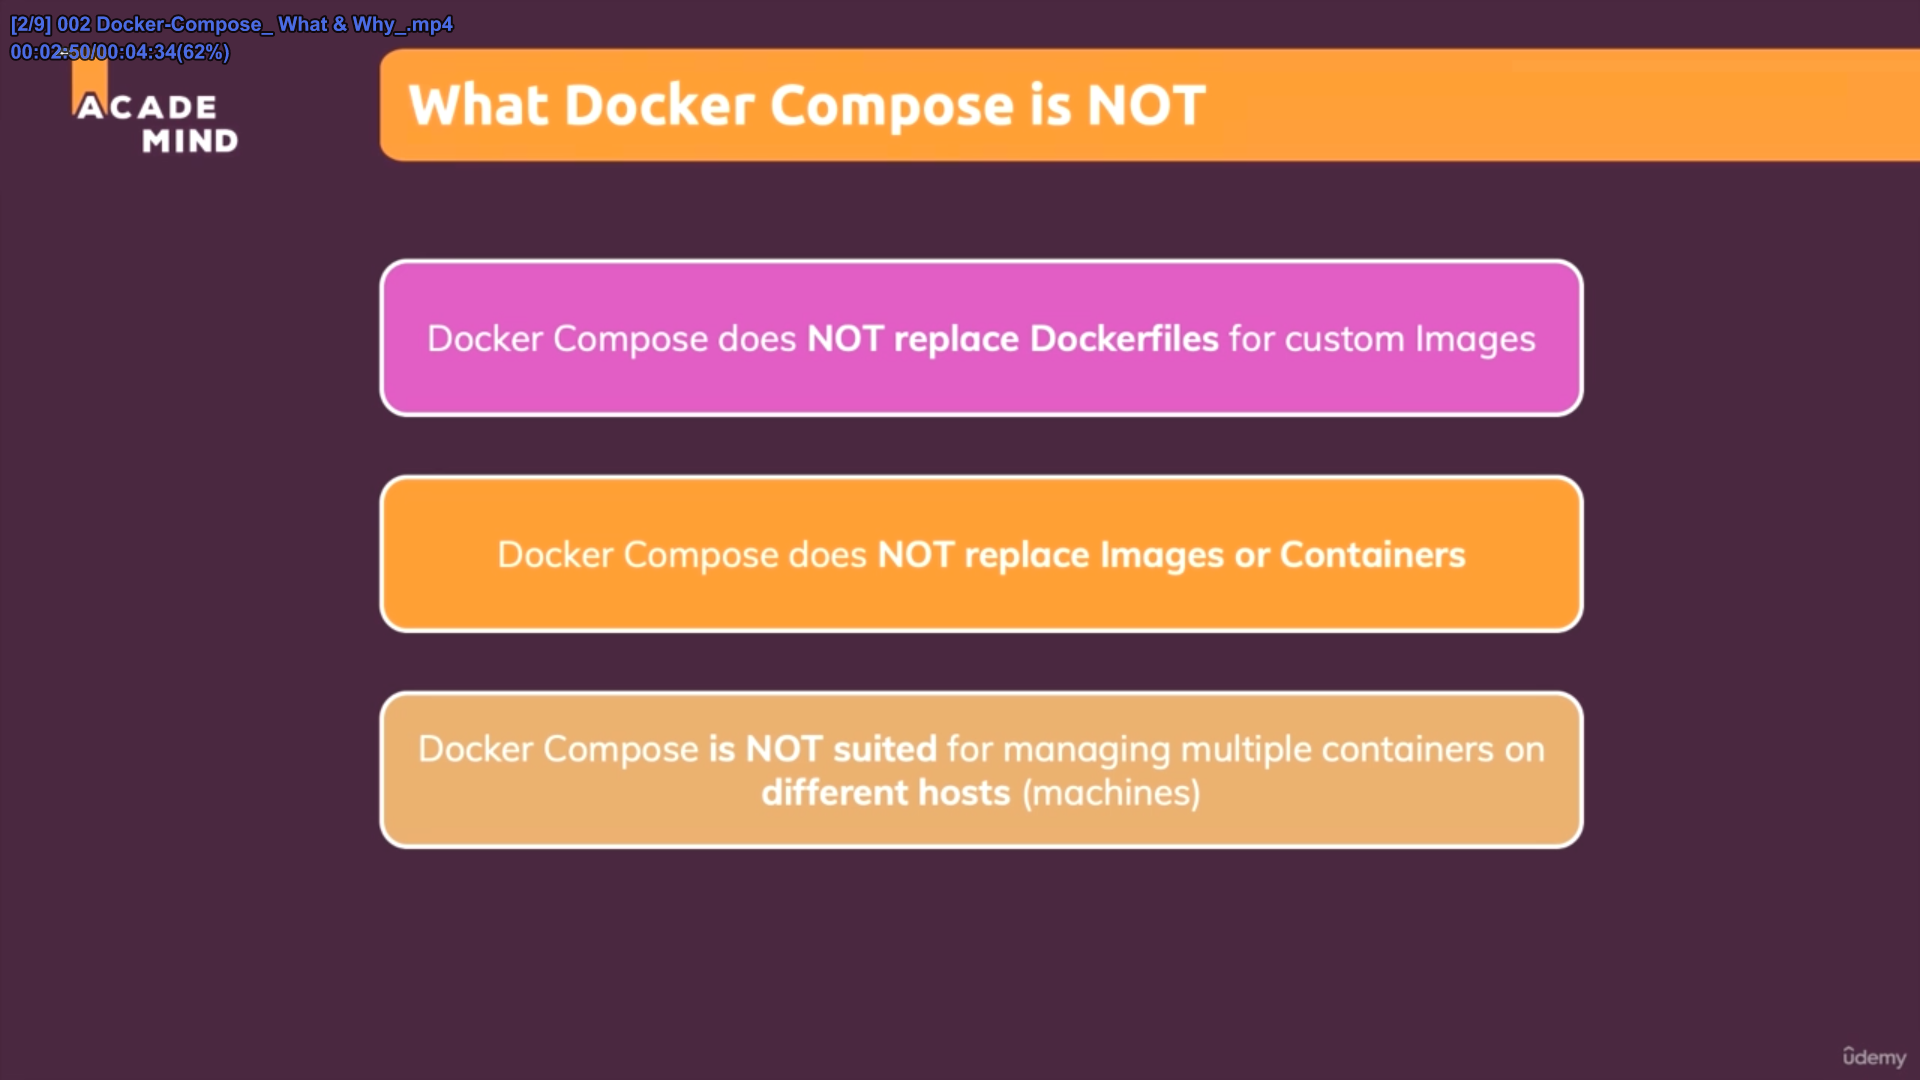 [2/9] 002 Docker-Compose_ What & Why_.mp4
00:02:50/00:04:34(62%)
ACADE
MIND
What Docker Compose is NOT
Docker Compose does NOT replace Dockerfiles for custom Images
Docker Compose does NOT replace Images or Containers
Docker Compose is NOT suited for managing multiple containers on
different hosts (machines)
ûdemy